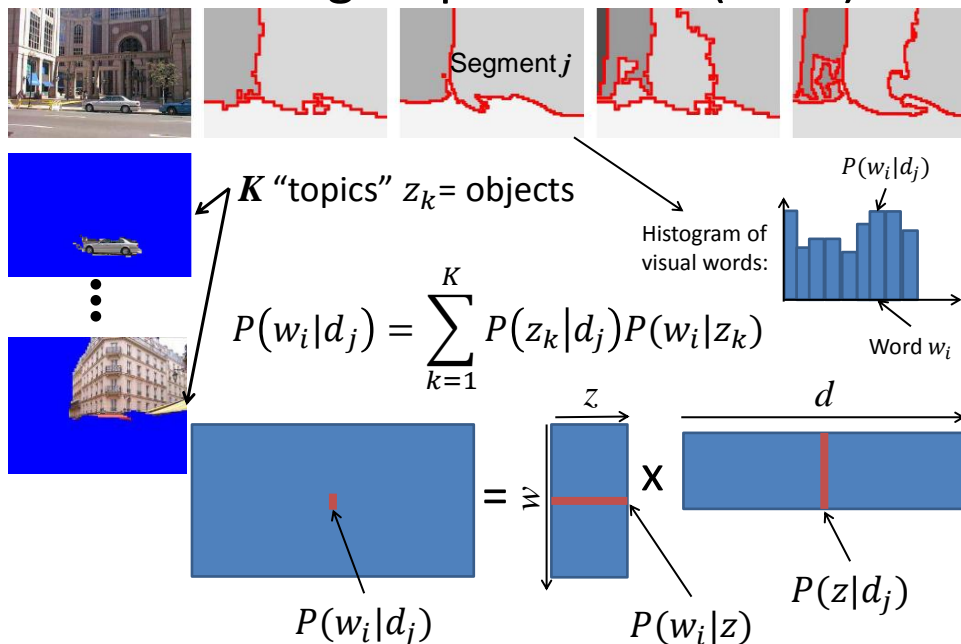 Segment j
K "topics" z_k= objects
P(w_i|d_j)
Histogram of
visual words:
Word w_i
P(w_i|d_j) = \sum_{k=1}^{K} P(z_k|d_j)P(w_i|z_k)
z
d
w
=
x
P(w_i|d_j)
P(w_i|z)
P(z|d_j)